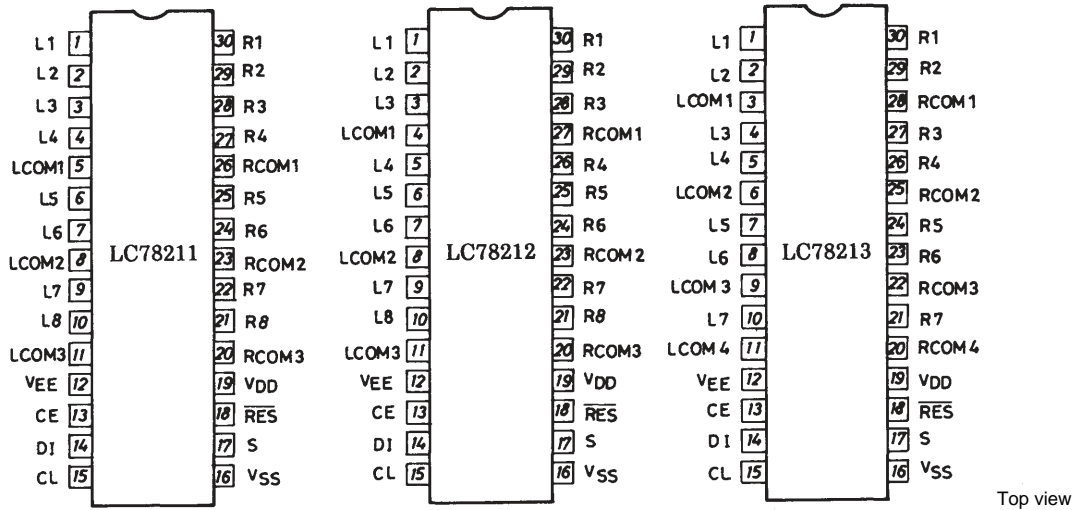 L1 1 30 R1
L2 2 29 R2
L3 3 28 R3
L4 4 27 R4
LCOM1 5 26 RCOM1
L5 6 25 R5
L6 7 24 R6
LCOM2 8 23 RCOM2
L7 9 22 R7
L8 10 21 R8
LCOM3 11 20 RCOM3
VEE 12 19 VDD
CE 13 18 RES
DI 14 17 S
CL 15 16 VSS
LC78211
L1 1 30 R1
L2 2 29 R2
L3 3 28 R3
LCOM1 4 27 RCOM1
L4 5 26 R4
L5 6 25 R5
L6 7 24 R6
LCOM2 8 23 RCOM2
L7 9 22 R7
L8 10 21 R8
LCOM3 11 20 RCOM3
VEE 12 19 VDD
CE 13 18 RES
DI 14 17 S
CL 15 16 VSS
LC78212
L1 1 30 R1
L2 2 29 R2
LCOM1 3 28 RCOM1
L3 4 27 R3
L4 5 26 R4
LCOM2 6 25 RCOM2
L5 7 24 R5
L6 8 23 R6
LCOM3 9 22 RCOM3
L7 10 21 R7
LCOM4 11 20 RCOM4
VEE 12 19 VDD
CE 13 18 RES
DI 14 17 S
CL 15 16 VSS
LC78213
Top view